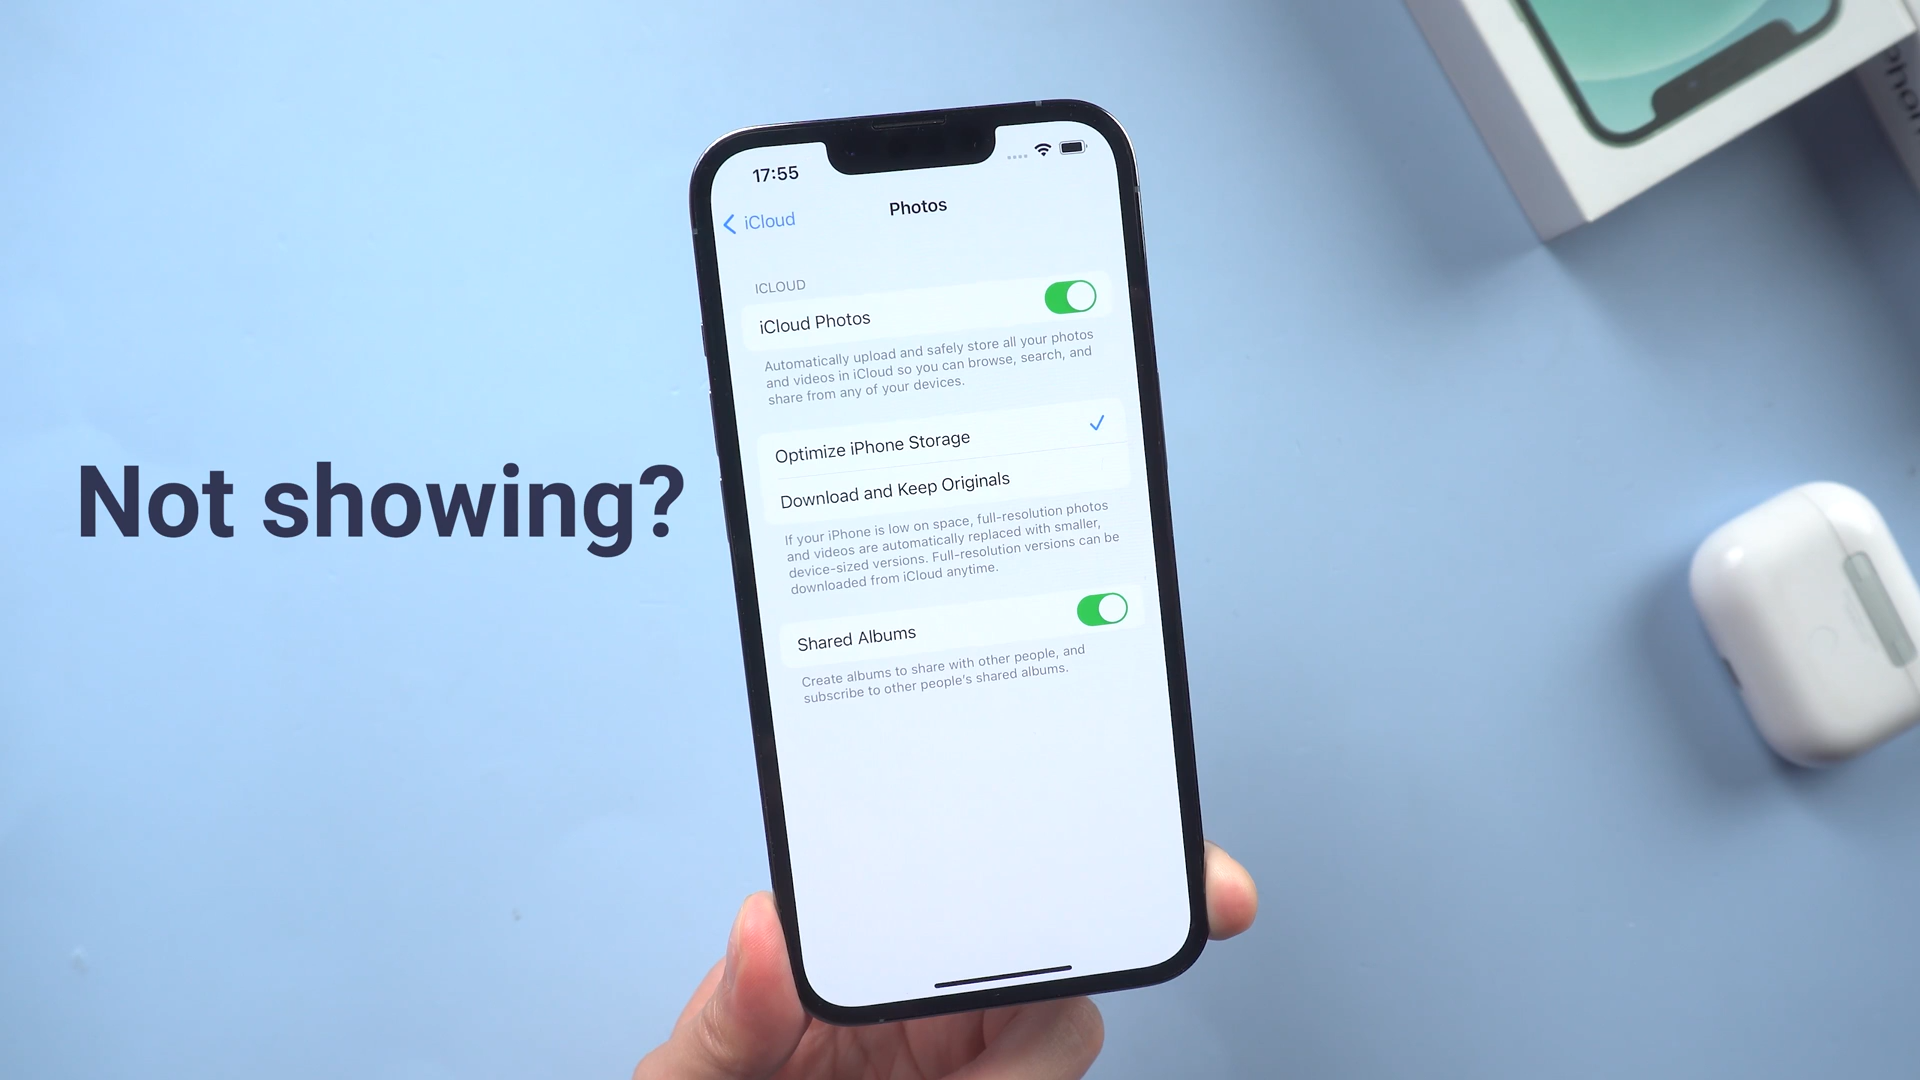 Not showing?
17:55
iCloud
Photos
ICLOUD
iCloud Photos
Automatically upload and safely store all your photos
and videos in iCloud so you can browse, search, and
share from any of your devices.
Optimize iPhone Storage
Download and Keep Originals
If your iPhone is low on space, full-resolution photos
and videos are automatically replaced with smaller,
device-sized versions. Full-resolution versions can be
downloaded from iCloud anytime.
Shared Albums
Create albums to share with other people, and
subscribe to other people's shared albums.